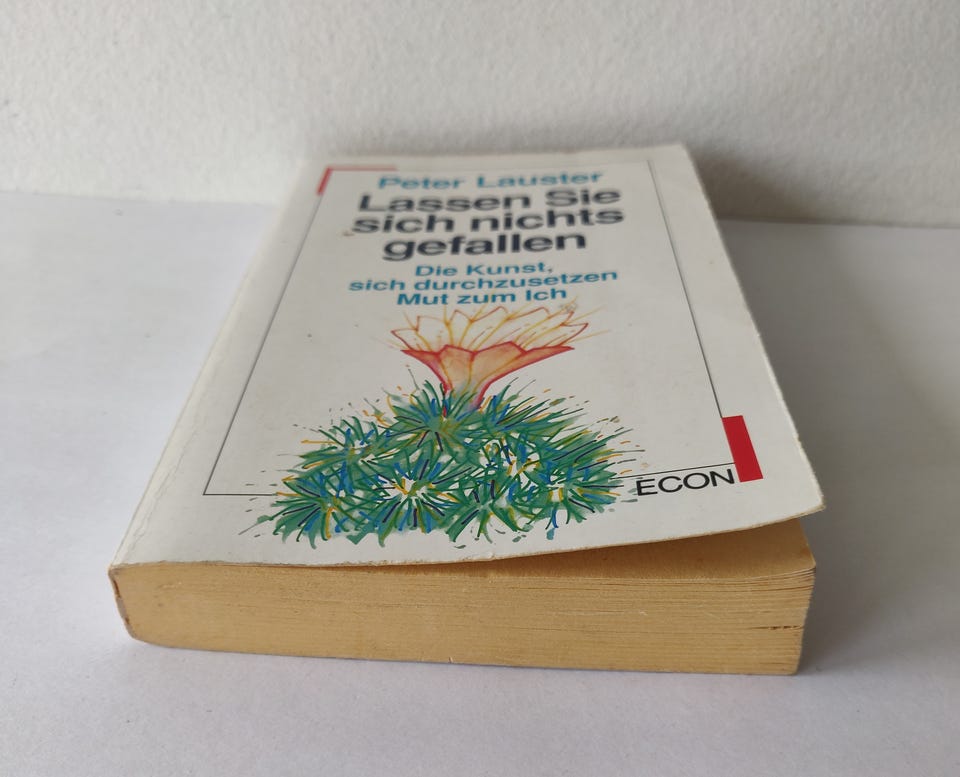 Peter Lauster
Lassen Sie
sich nichts
gefallen
Die Kunst,
sich durchzusetzen
Mut zum Ich
ECON